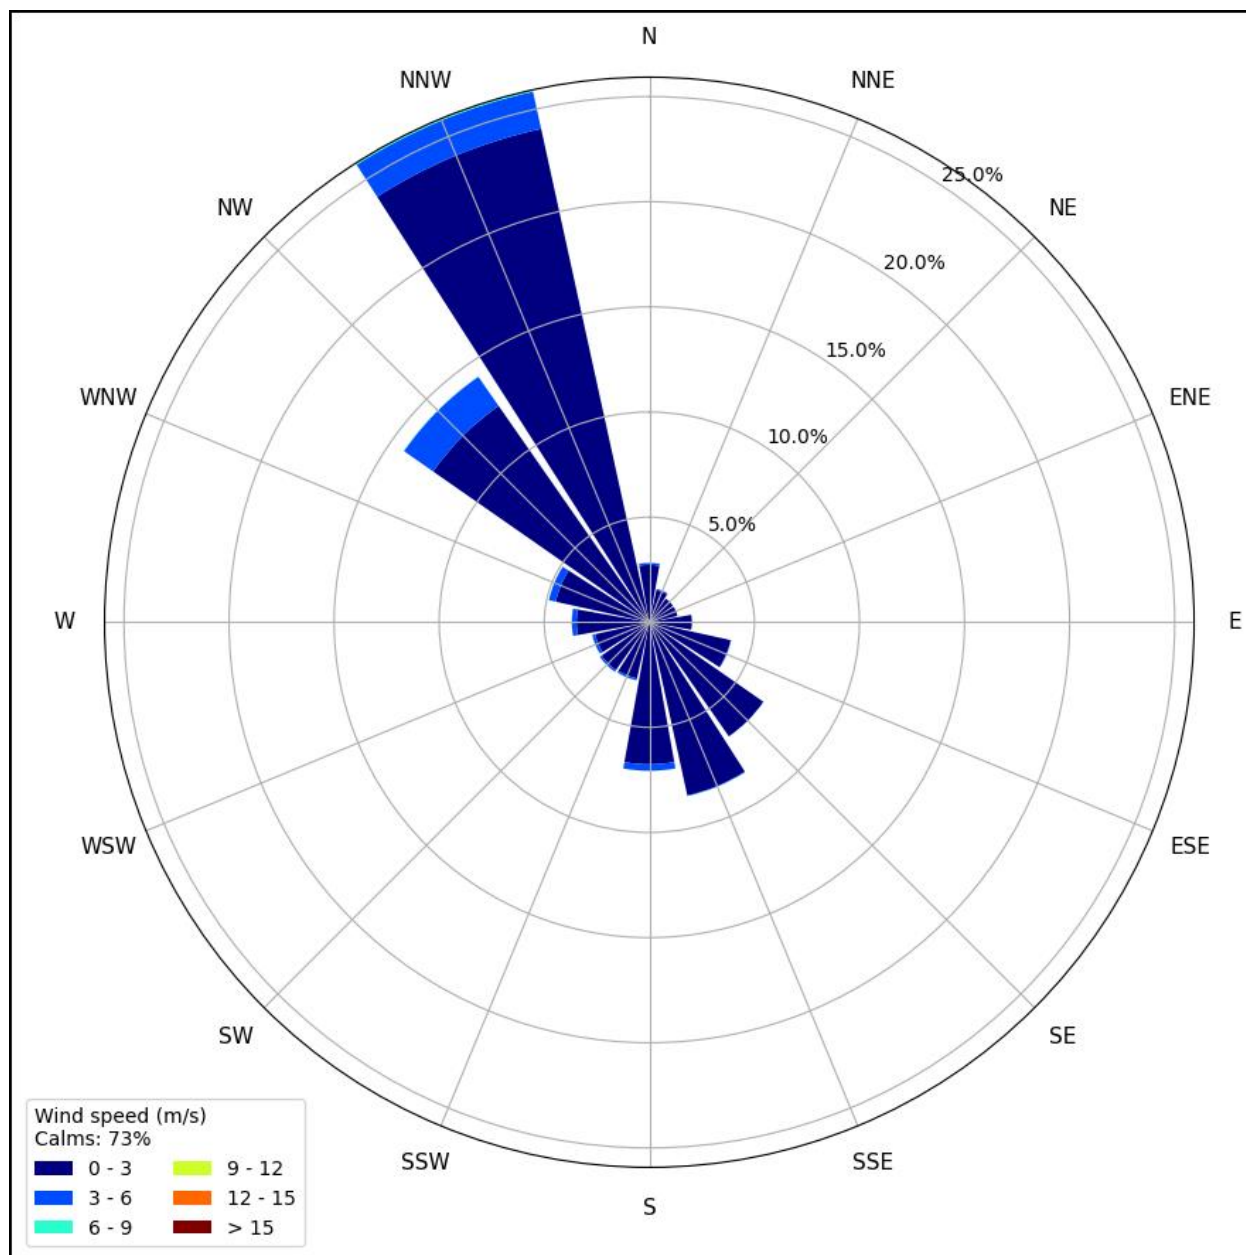 N
NNW
NNE
25.0%
NW
NE
20.0%
15.0%
WNW
ENE
10.0%
5.0%
W
E
WSW
ESE
SW
SE
SSW
SSE
S
Wind speed (m/s)
Calms: 73%
0 - 3
3 - 6
6 - 9
9 - 12
12 - 15
> 15